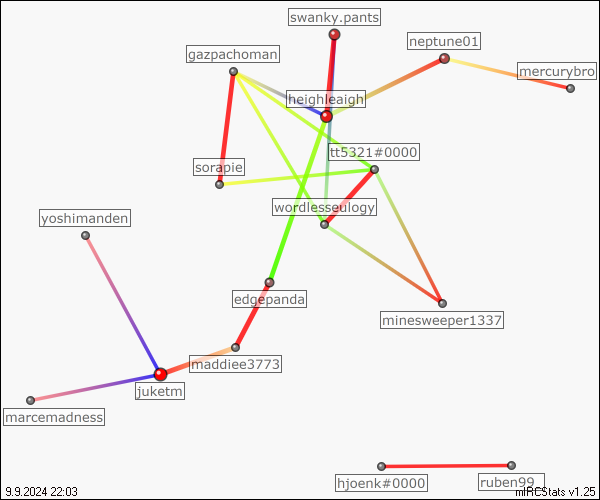 swanky.pants
neptune01
gazpachoman
mercurybro
heighleaigh
tt5321#0000
sorapie
wordlesseulogy
yoshimanden
edgepanda
minesweeper1337
maddiee3773
juketm
marcemadness
hjoenk#0000
ruben99_
9.9.2024 22:03
mIRCStats v1.25